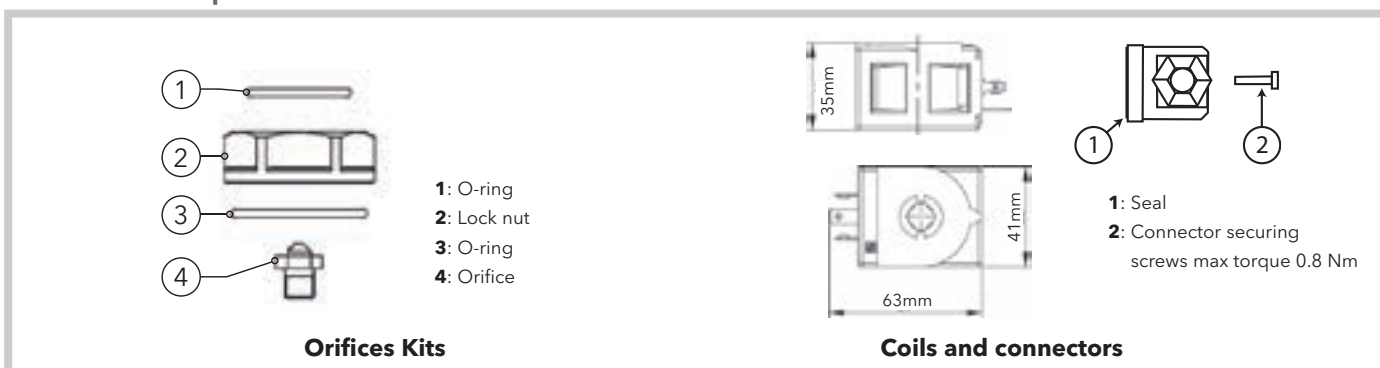 1
2
3
4
1: O-ring
2: Lock nut
3: O-ring
4: Orifice
Orifices Kits
35mm
41mm
63mm
1
2
1: Seal
2: Connector securing
screws max torque 0.8 Nm
Coils and connectors